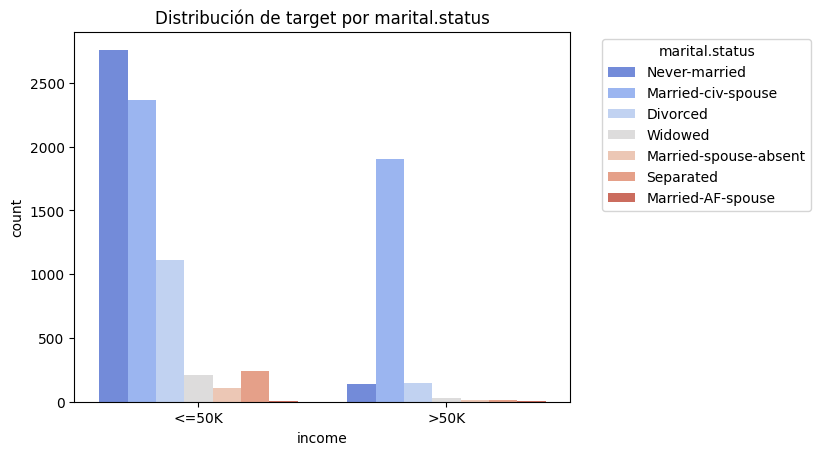 Distribución de target por marital.status
marital.status
Never-married
Married-civ-spouse
Divorced
Widowed
Married-spouse-absent
Separated
Married-AF-spouse
count
2500
2000
1500
1000
500
0
<=50K
>50K
income